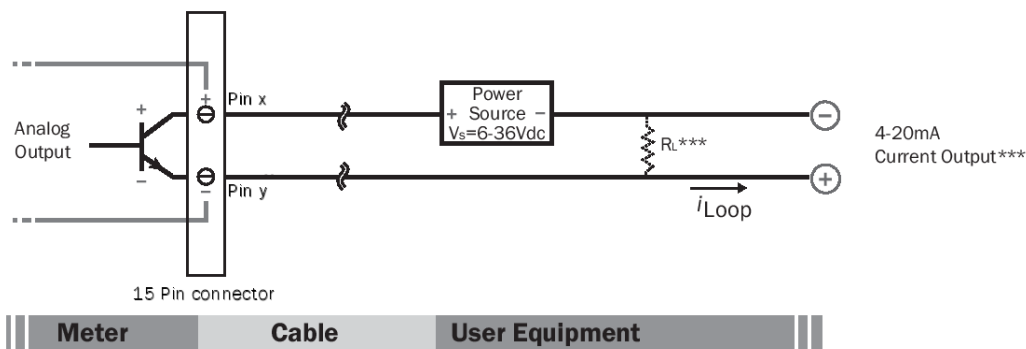 Analog
Output
+
−
+
−
Pin x
Pin y
Power
+ Source −
Vs=6-36Vdc
RL***
iLoop
−
+
4-20mA
Current Output***
15 Pin connector
Meter
Cable
User Equipment